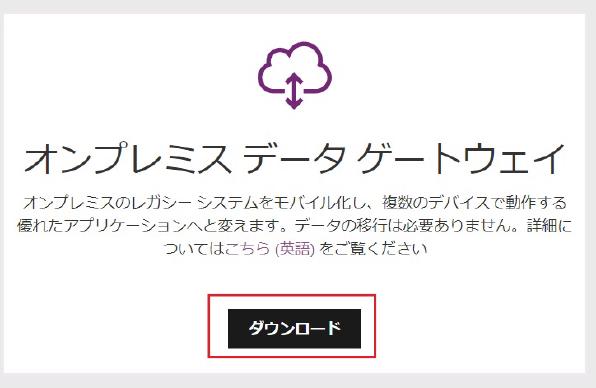 オンプレミス データ ゲートウェイ
オンプレミスのレガシー システムをモバイル化し、複数のデバイスで動作する
優れたアプリケーションへと変えます。データの移行は必要ありません。詳細に
ついてはこちら (英語) をご覧ください
ダウンロード